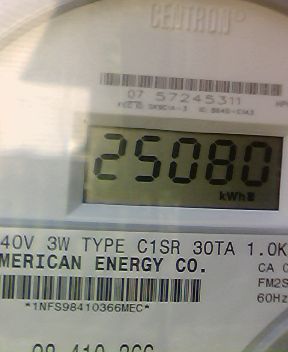 CENTRON®
07 57245311
25080
kWh
40V 3W TYPE C1SR 30TA 1.0K
MERICAN ENERGY CO.
CA 0
FM2S
60Hz
*1NFS98410366MEC*